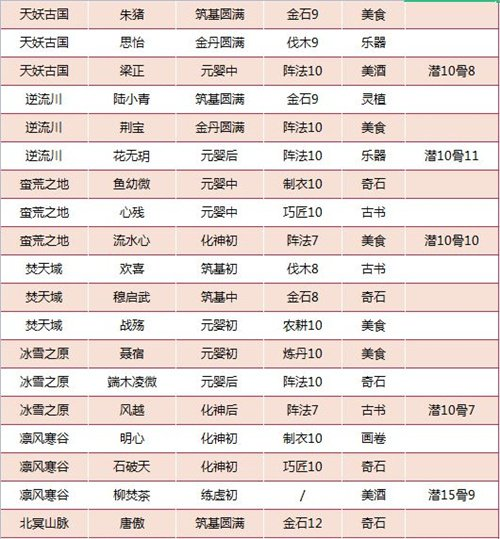 天妖古国 朱猪 筑基圆满 金石9 美食
天妖古国 思怡 金丹圆满 伐木9 乐器
天妖古国 梁正 元婴中 阵法10 美酒 潜10骨8
逆流川 陆小青 筑基圆满 金石9 灵植
逆流川 荆宝 金丹圆满 阵法10 美食
逆流川 花无玥 元婴后 阵法10 乐器 潜10骨11
蛮荒之地 鱼幼微 元婴中 制衣10 奇石
蛮荒之地 心残 元婴中 巧匠10 古书
蛮荒之地 流水心 化神初 阵法7 美食 潜10骨10
焚天域 欢喜 筑基初 伐木8 古书
焚天域 穆启武 筑基中 金石8 奇石
焚天域 战殇 元婴初 农耕10 美食
冰雪之原 聂宿 元婴初 炼丹10 美食
冰雪之原 端木凌微 元婴后 阵法10 奇石
冰雪之原 风越 化神后 阵法7 古书 潜10骨7
凛风寒谷 明心 化神初 制衣10 画卷
凛风寒谷 石破天 化神初 巧匠10 奇石
凛风寒谷 柳焚荼 练虚初 / 美酒 潜15骨9
北冥山脉 唐傲 筑基圆满 金石12 奇石